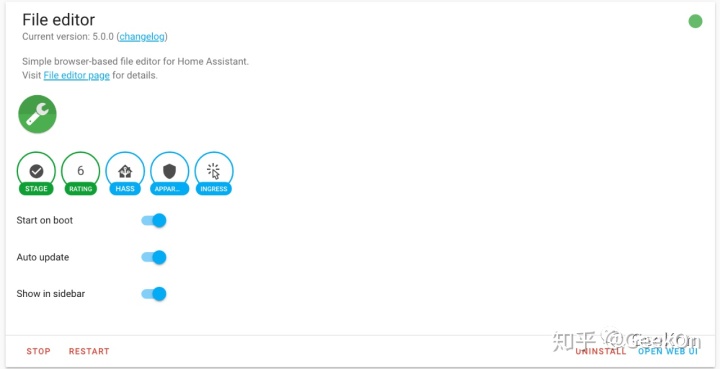 File editor
Current version: 5.0.0 (changelog)
Simple browser-based file editor for Home Assistant.
Visit File editor page for details.
6
STAGE RATING HASS APPAR... INGRESS
Start on boot
Auto update
Show in sidebar
STOP RESTART UNINSTALL OPEN WEB UI
知乎 @Geekom